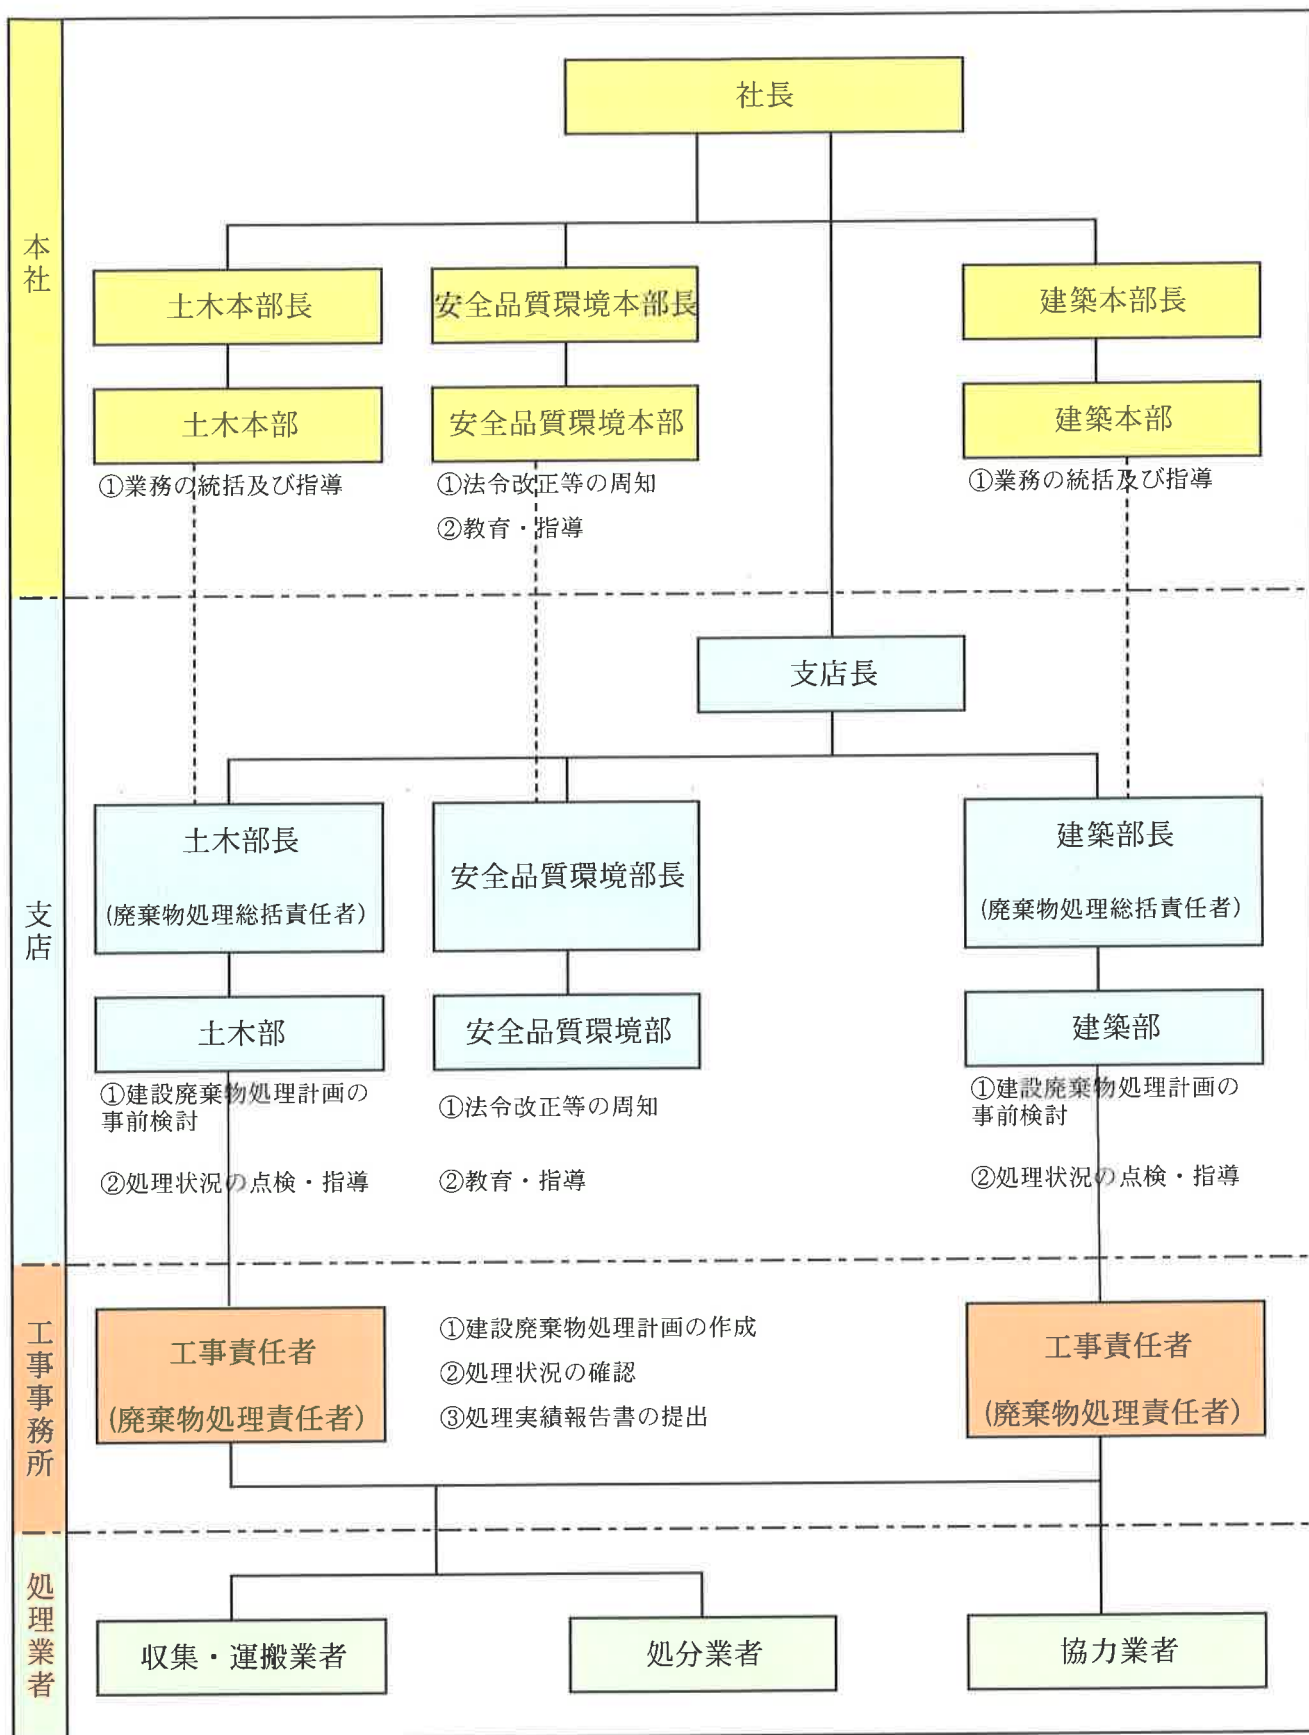 本社
社長
土木本部長
安全品質環境本部長
建築本部長
土木本部
安全品質環境本部
建築本部
①業務の統括及び指導
①法令改正等の周知
②教育・指導
①業務の統括及び指導
支店
支店長
土木部長
(廃棄物処理総括責任者)
安全品質環境部長
建築部長
(廃棄物処理総括責任者)
土木部
安全品質環境部
建築部
①建設廃棄物処理計画の
事前検討
②処理状況の点検・指導
①法令改正等の周知
②教育・指導
①建設廃棄物処理計画の
事前検討
②処理状況の点検・指導
工事事務所
工事責任者
(廃棄物処理責任者)
①建設廃棄物処理計画の作成
②処理状況の確認
③処理実績報告書の提出
工事責任者
(廃棄物処理責任者)
処理業者
収集・運搬業者
処分業者
協力業者